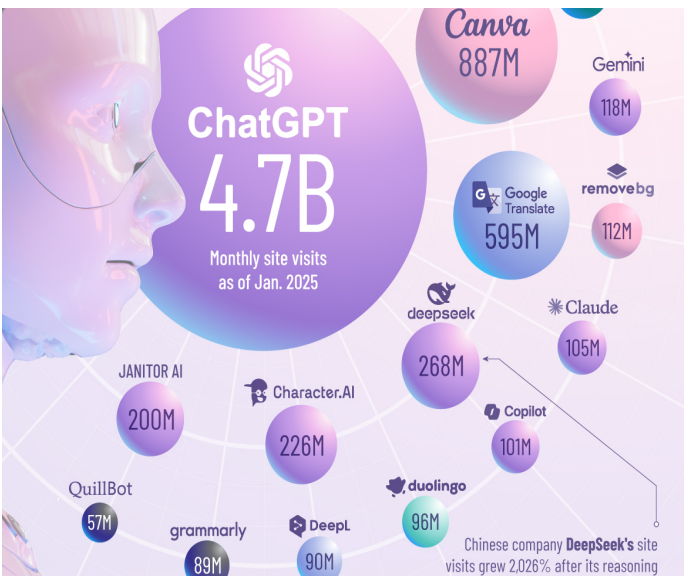 ChatGPT
4.7B
Monthly site visits
as of Jan. 2025
Canva
887M
Gemini
118M
Google
Translate
595M
removebg
112M
deepseek
268M
Claude
105M
JANITOR AI
200M
Character.AI
226M
Copilot
101M
QuillBot
57M
grammarly
89M
DeepL
90M
duolingo
96M
Chinese company DeepSeek's site
visits grew 2,026% after its reasoning